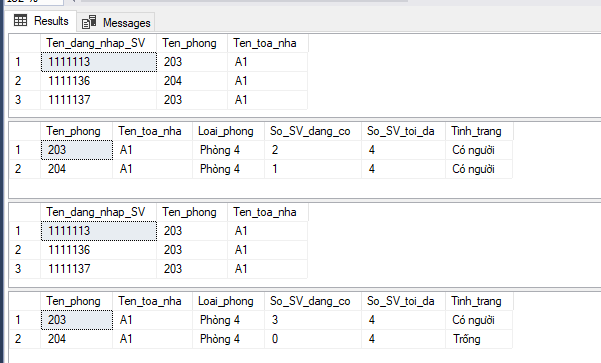 Results Messages
Ten_dang_nhap_SV Ten_phong Ten_toa_nha
1 1111113 203 A1
2 1111136 204 A1
3 1111137 203 A1
Ten_phong Ten_toa_nha Loai_phong So_SV_dang_co So_SV_toi_da Tinh_trang
1 203 A1 Phòng 4 2 4 Có người
2 204 A1 Phòng 4 1 4 Có người
Ten_dang_nhap_SV Ten_phong Ten_toa_nha
1 1111113 203 A1
2 1111136 203 A1
3 1111137 203 A1
Ten_phong Ten_toa_nha Loai_phong So_SV_dang_co So_SV_toi_da Tinh_trang
1 203 A1 Phòng 4 3 4 Có người
2 204 A1 Phòng 4 0 4 Trống